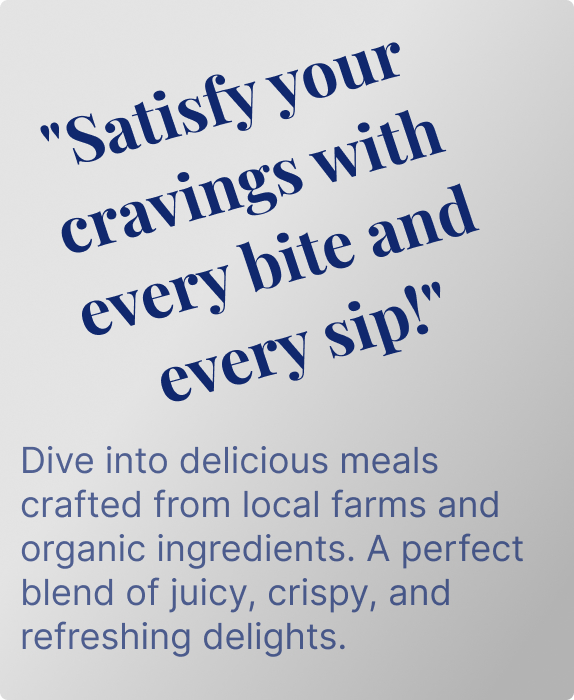 "Satisfy your
cravings with
every bite and
every sip!"
Dive into delicious meals
crafted from local farms and
organic ingredients. A perfect
blend of juicy, crispy, and
refreshing delights.